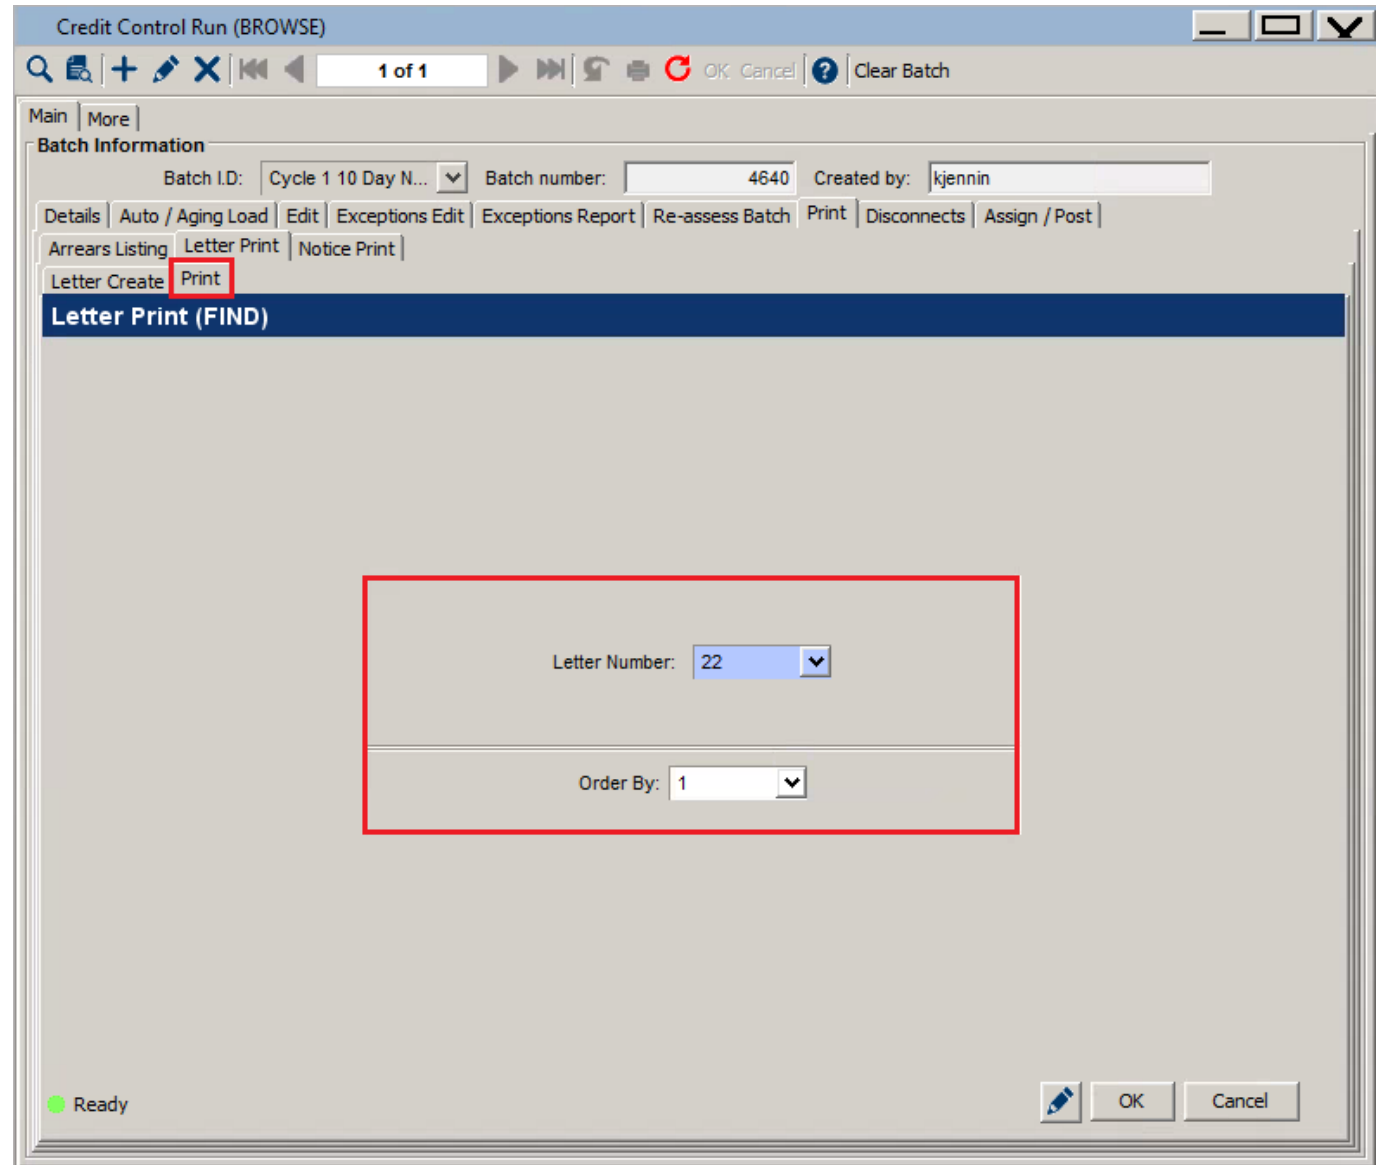 Credit Control Run (BROWSE)
1 of 1 OK Cancel Clear Batch
Main More
Batch Information
Batch I.D: Cycle 1 10 Day N... Batch number: 4640 Created by: kjennin
Details Auto / Aging Load Edit Exceptions Edit Exceptions Report Re-assess Batch Print Disconnects Assign / Post
Arrears Listing Letter Print Notice Print
Letter Create Print
Letter Print (FIND)
Letter Number: 22
Order By: 1
Ready OK Cancel